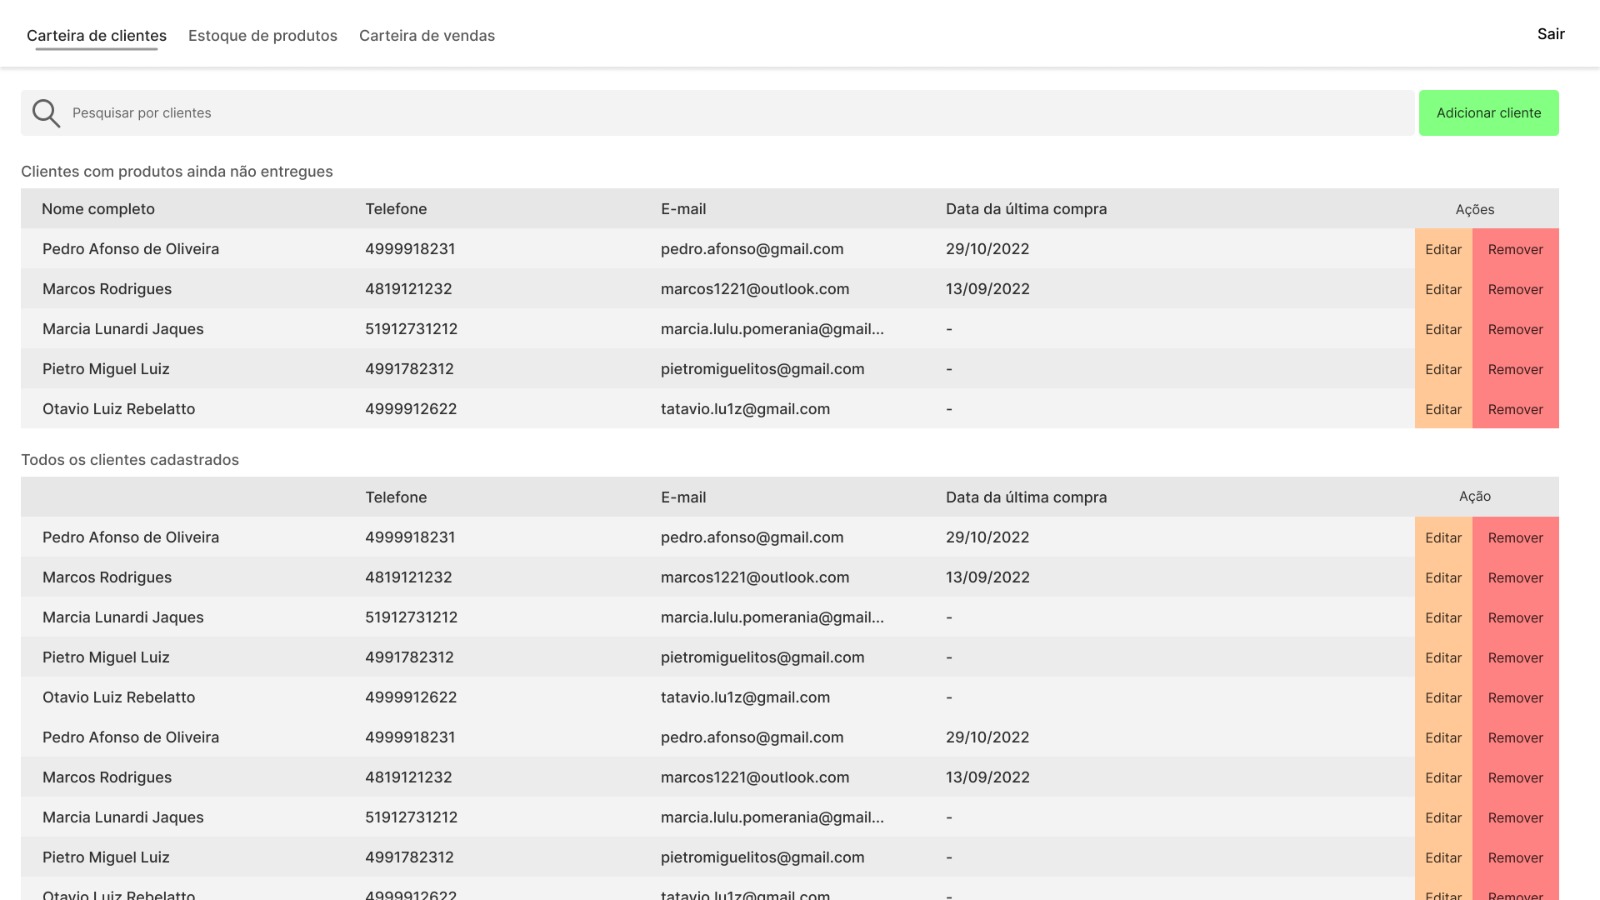 Carteira de clientes Estoque de produtos Carteira de vendas Sair
Pesquisar por clientes Adicionar cliente
Clientes com produtos ainda não entregues
Nome completo Telefone E-mail Data da última compra Ações
Pedro Afonso de Oliveira 4999918231 pedro.afonso@gmail.com 29/10/2022 Editar Remover
Marcos Rodrigues 4819121232 marcos1221@outlook.com 13/09/2022 Editar Remover
Marcia Lunardi Jaques 51912731212 marcia.lulu.pomerania@gmail... - Editar Remover
Pietro Miguel Luiz 4991782312 pietromiguelitos@gmail.com - Editar Remover
Otavio Luiz Rebelatto 4999912622 tatavio.lu1z@gmail.com - Editar Remover
Todos os clientes cadastrados
Telefone E-mail Data da última compra Ação
Pedro Afonso de Oliveira 4999918231 pedro.afonso@gmail.com 29/10/2022 Editar Remover
Marcos Rodrigues 4819121232 marcos1221@outlook.com 13/09/2022 Editar Remover
Marcia Lunardi Jaques 51912731212 marcia.lulu.pomerania@gmail... - Editar Remover
Pietro Miguel Luiz 4991782312 pietromiguelitos@gmail.com - Editar Remover
Otavio Luiz Rebelatto 4999912622 tatavio.lu1z@gmail.com - Editar Remover
Pedro Afonso de Oliveira 4999918231 pedro.afonso@gmail.com 29/10/2022 Editar Remover
Marcos Rodrigues 4819121232 marcos1221@outlook.com 13/09/2022 Editar Remover
Marcia Lunardi Jaques 51912731212 marcia.lulu.pomerania@gmail... - Editar Remover
Pietro Miguel Luiz 4991782312 pietromiguelitos@gmail.com - Editar Remover
Otavio Luiz Rebelatto 4999912622 tatavio.lu1z@gmail.com - Editar Remover